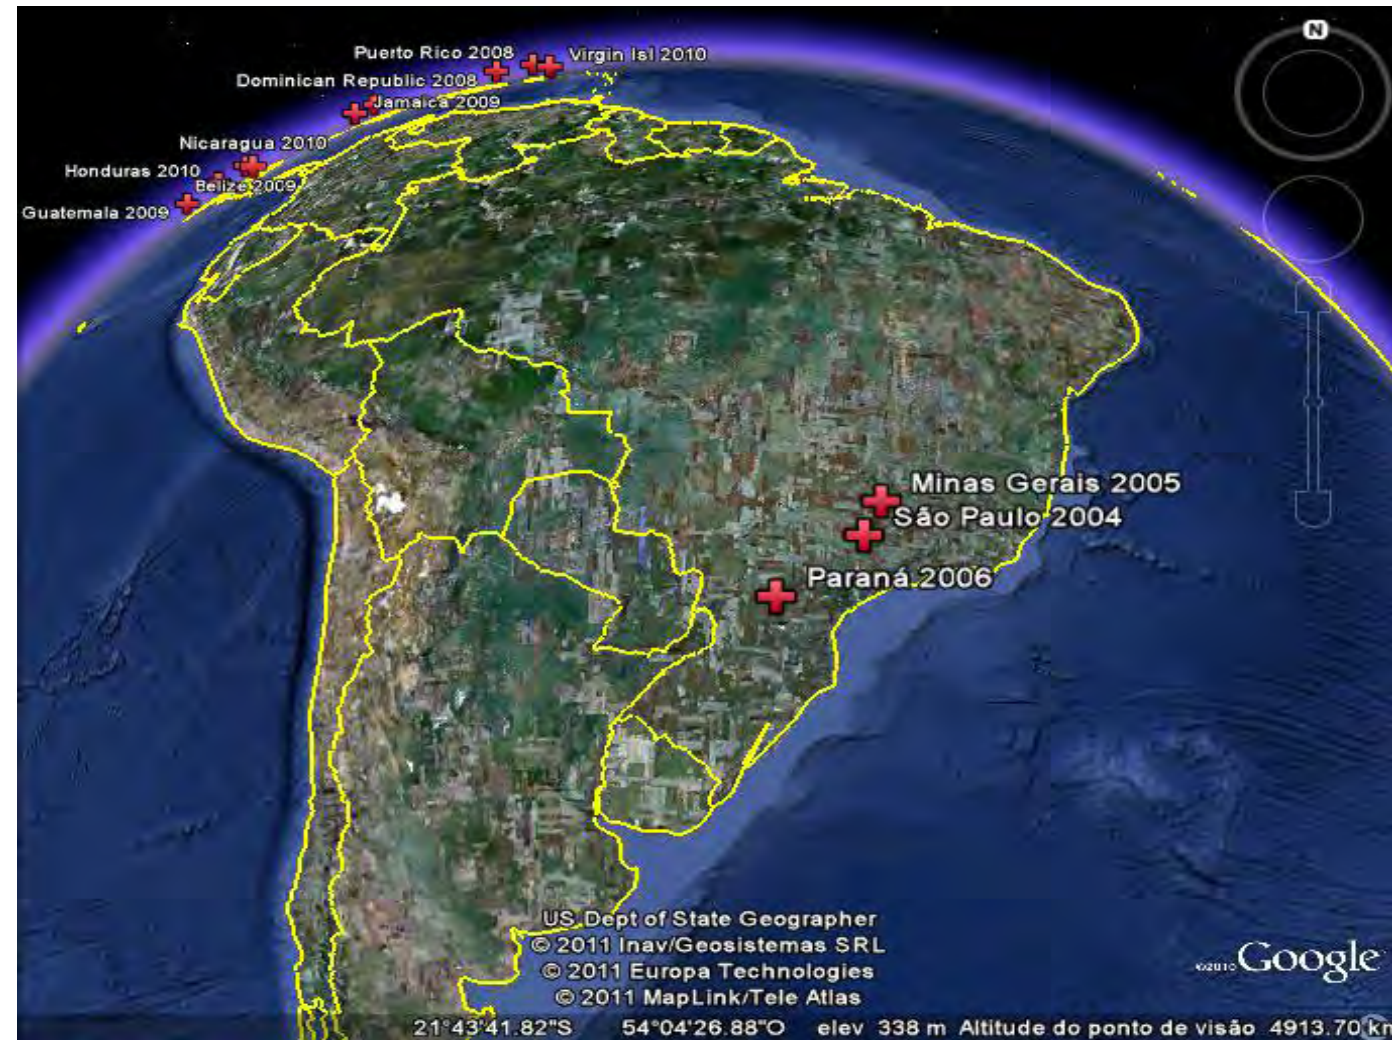 Puerto Rico 2008
Virgin Isl 2010
Dominican Republic 2008
Jamaica 2009
Nicaragua 2010
Honduras 2010
Belize 2009
Guatemala 2009
N
Minas Gerais 2005
São Paulo 2004
Paraná 2006
US Dept of State Geographer
© 2011 Inav/Geosistemas SRL
© 2011 Europa Technologies
© 2011 MapLink/Tele Atlas
©2010 Google
21°43'41.82"S 54°04'26.88"O elev 338 m Altitude do ponto de visão 4913.70 km